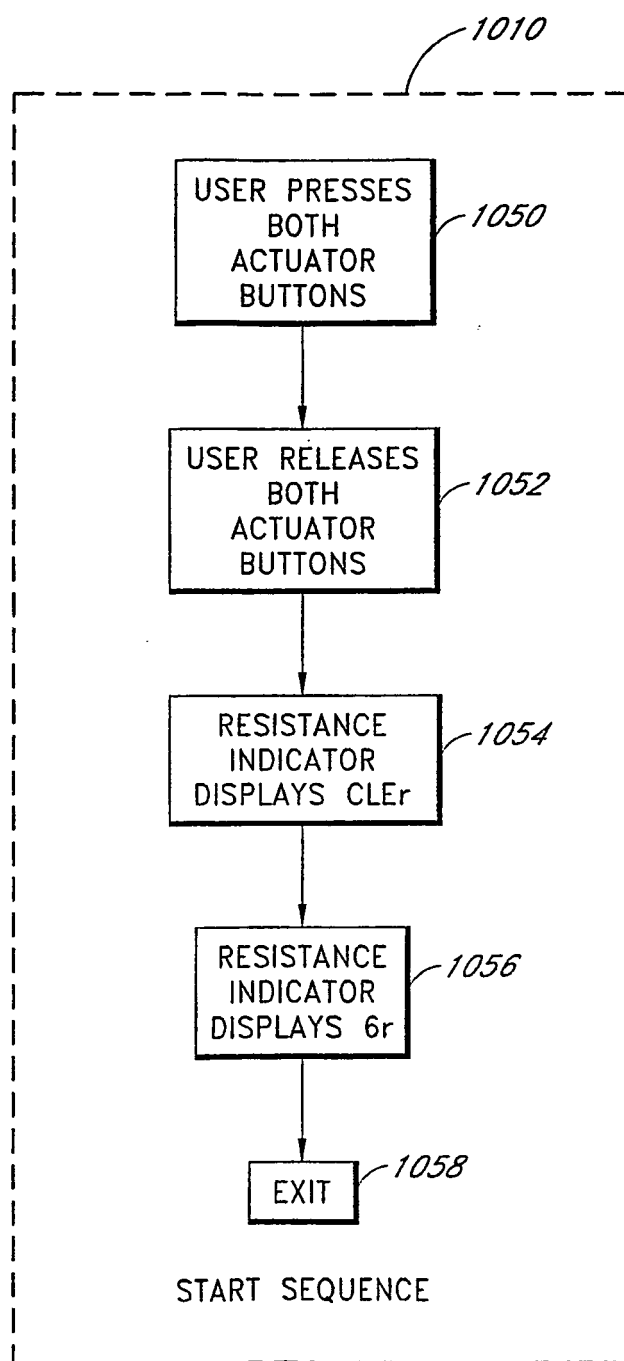 1010
USER PRESSES
BOTH
ACTUATOR
BUTTONS
1050
USER RELEASES
BOTH
ACTUATOR
BUTTONS
1052
RESISTANCE
INDICATOR
DISPLAYS CLEr
1054
RESISTANCE
INDICATOR
DISPLAYS 6r
1056
EXIT
1058
START SEQUENCE